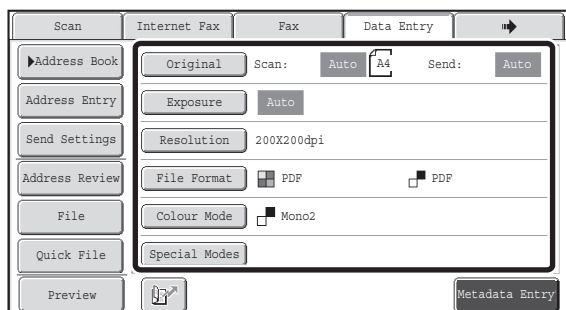 Scan Internet Fax Fax Data Entry
Address Book
Original Scan: Auto A4 Send: Auto
Address Entry
Exposure Auto
Send Settings
Resolution 200X200dpi
Address Review
File Format PDF PDF
File
Colour Mode Mono2
Quick File
Special Modes
Preview
Metadata Entry